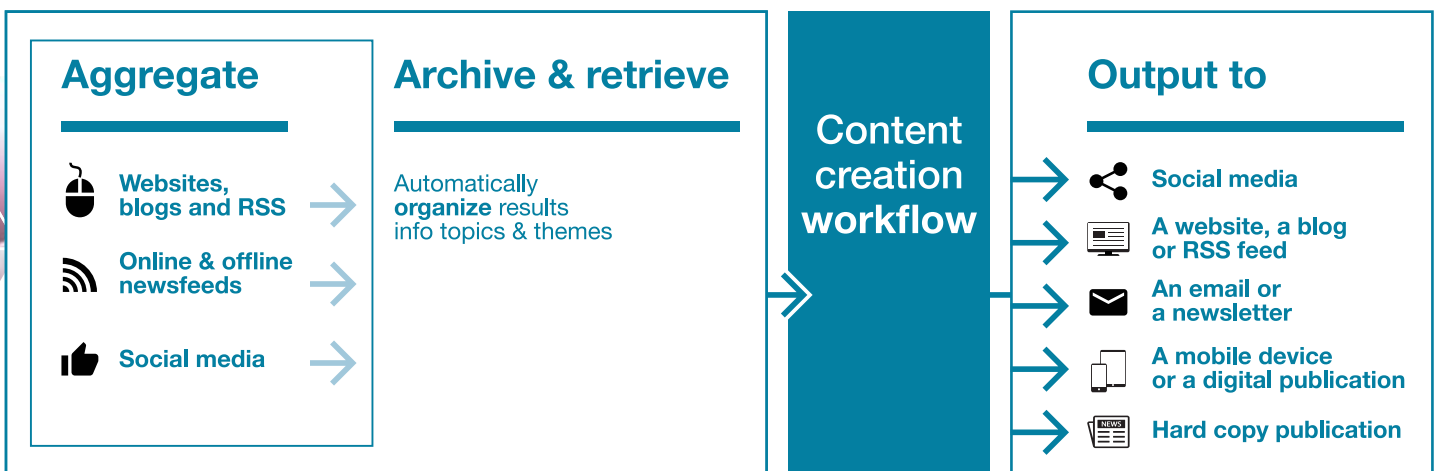 Aggregate
Websites,
blogs and RSS
Online & offline
newsfeeds
Social media
Archive & retrieve
Automatically
organize results
info topics & themes
Content
creation
workflow
Output to
Social media
A website, a blog
or RSS feed
An email or
a newsletter
A mobile device
or a digital publication
NEWS
Hard copy publication